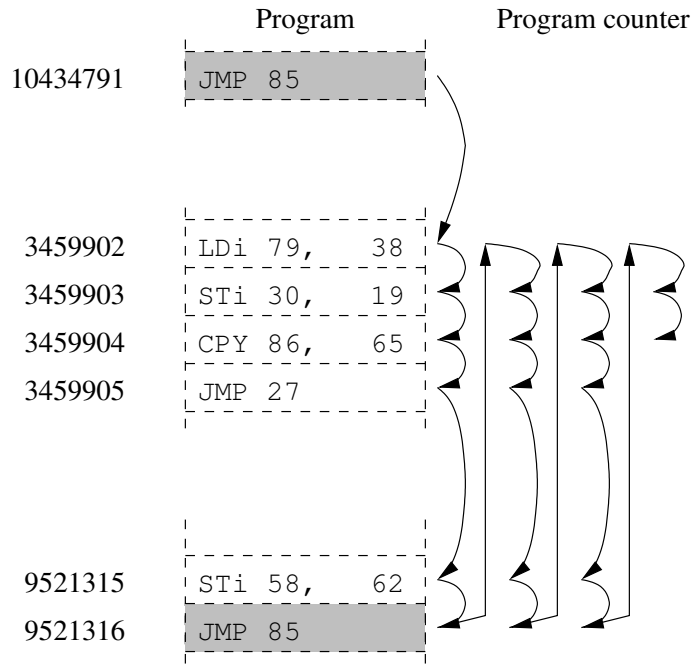 Program Program counter
10434791 JMP 85
3459902 LDi 79, 38
3459903 STi 30, 19
3459904 CPY 86, 65
3459905 JMP 27
9521315 STi 58, 62
9521316 JMP 85